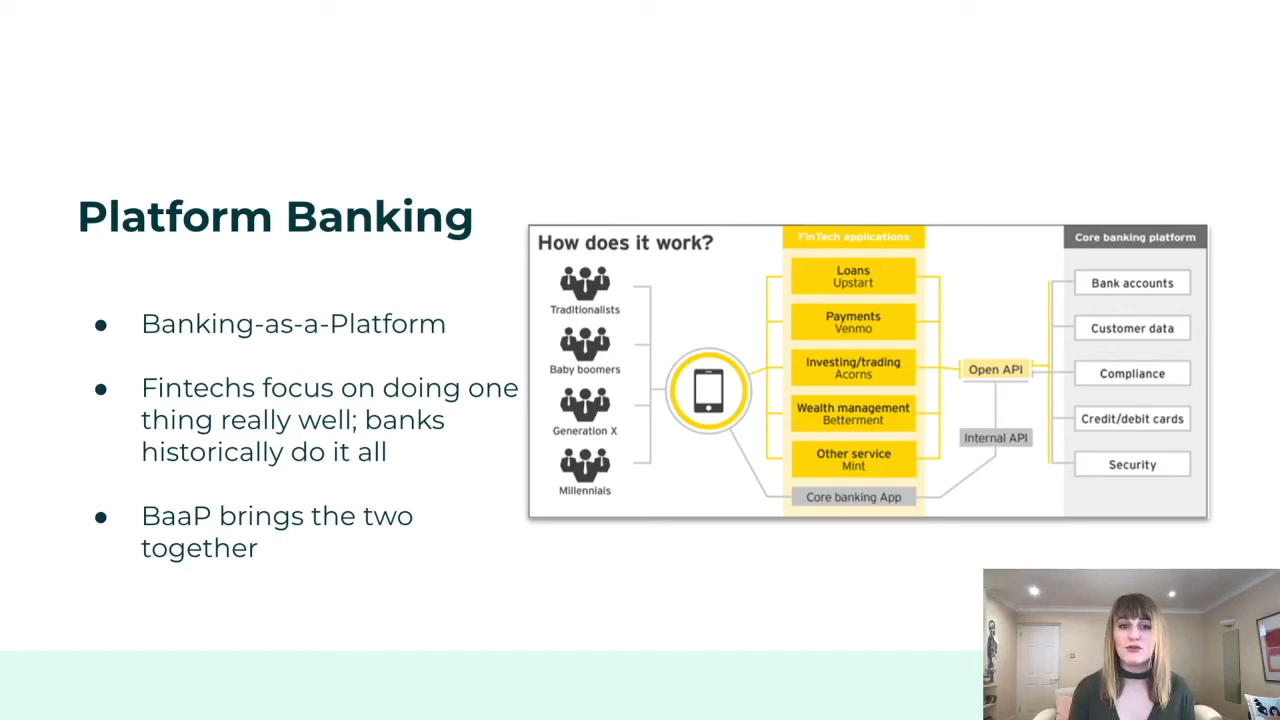 Platform Banking
● Banking-as-a-Platform
● Fintechs focus on doing one
thing really well; banks
historically do it all
● BaaP brings the two
together
How does it work?
Traditionalists
Baby boomers
Generation X
Millennials
FinTech applications
Loans
Upstart
Payments
Venmo
Investing/trading
Acorns
Wealth management
Betterment
Other service
Mint
Core banking App
Open API
Internal API
Core banking platform
Bank accounts
Customer data
Compliance
Credit/debit cards
Security